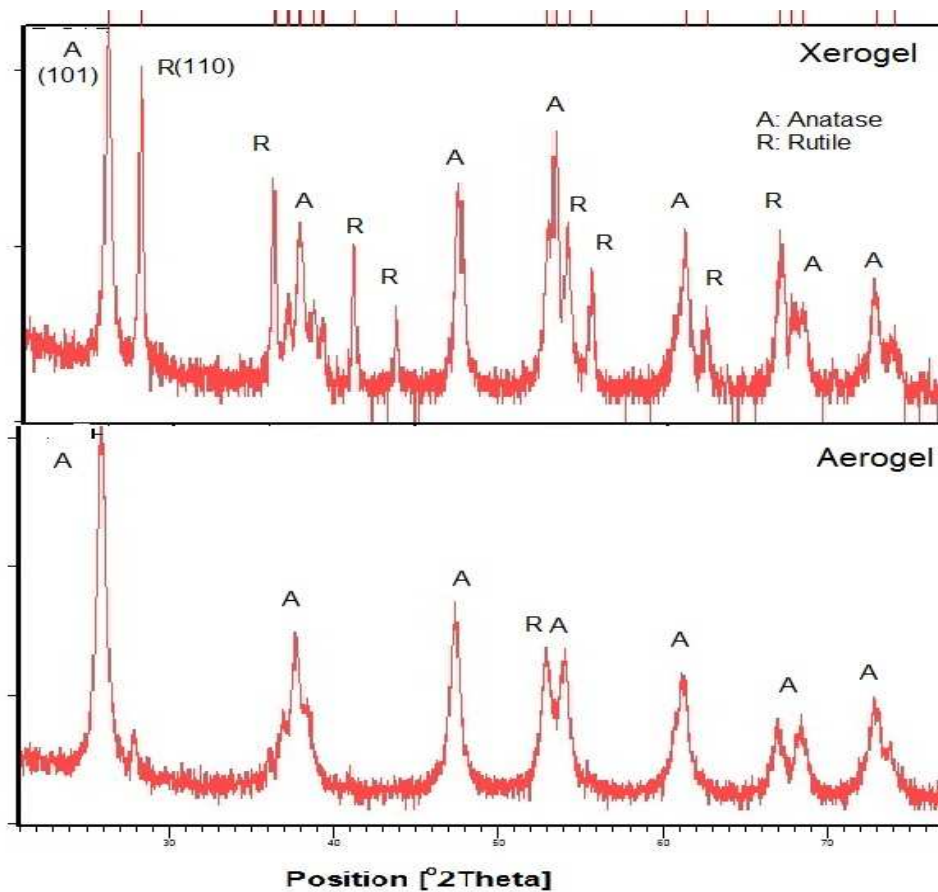 A
(101)
R(110)
Xerogel
A: Anatase
R: Rutile
R
A
R
R
A
A
R
R
A
R
R
A
A
Aerogel
A
A
A
R A
A
A
A
30
40
50
60
70
Position [°2Theta]